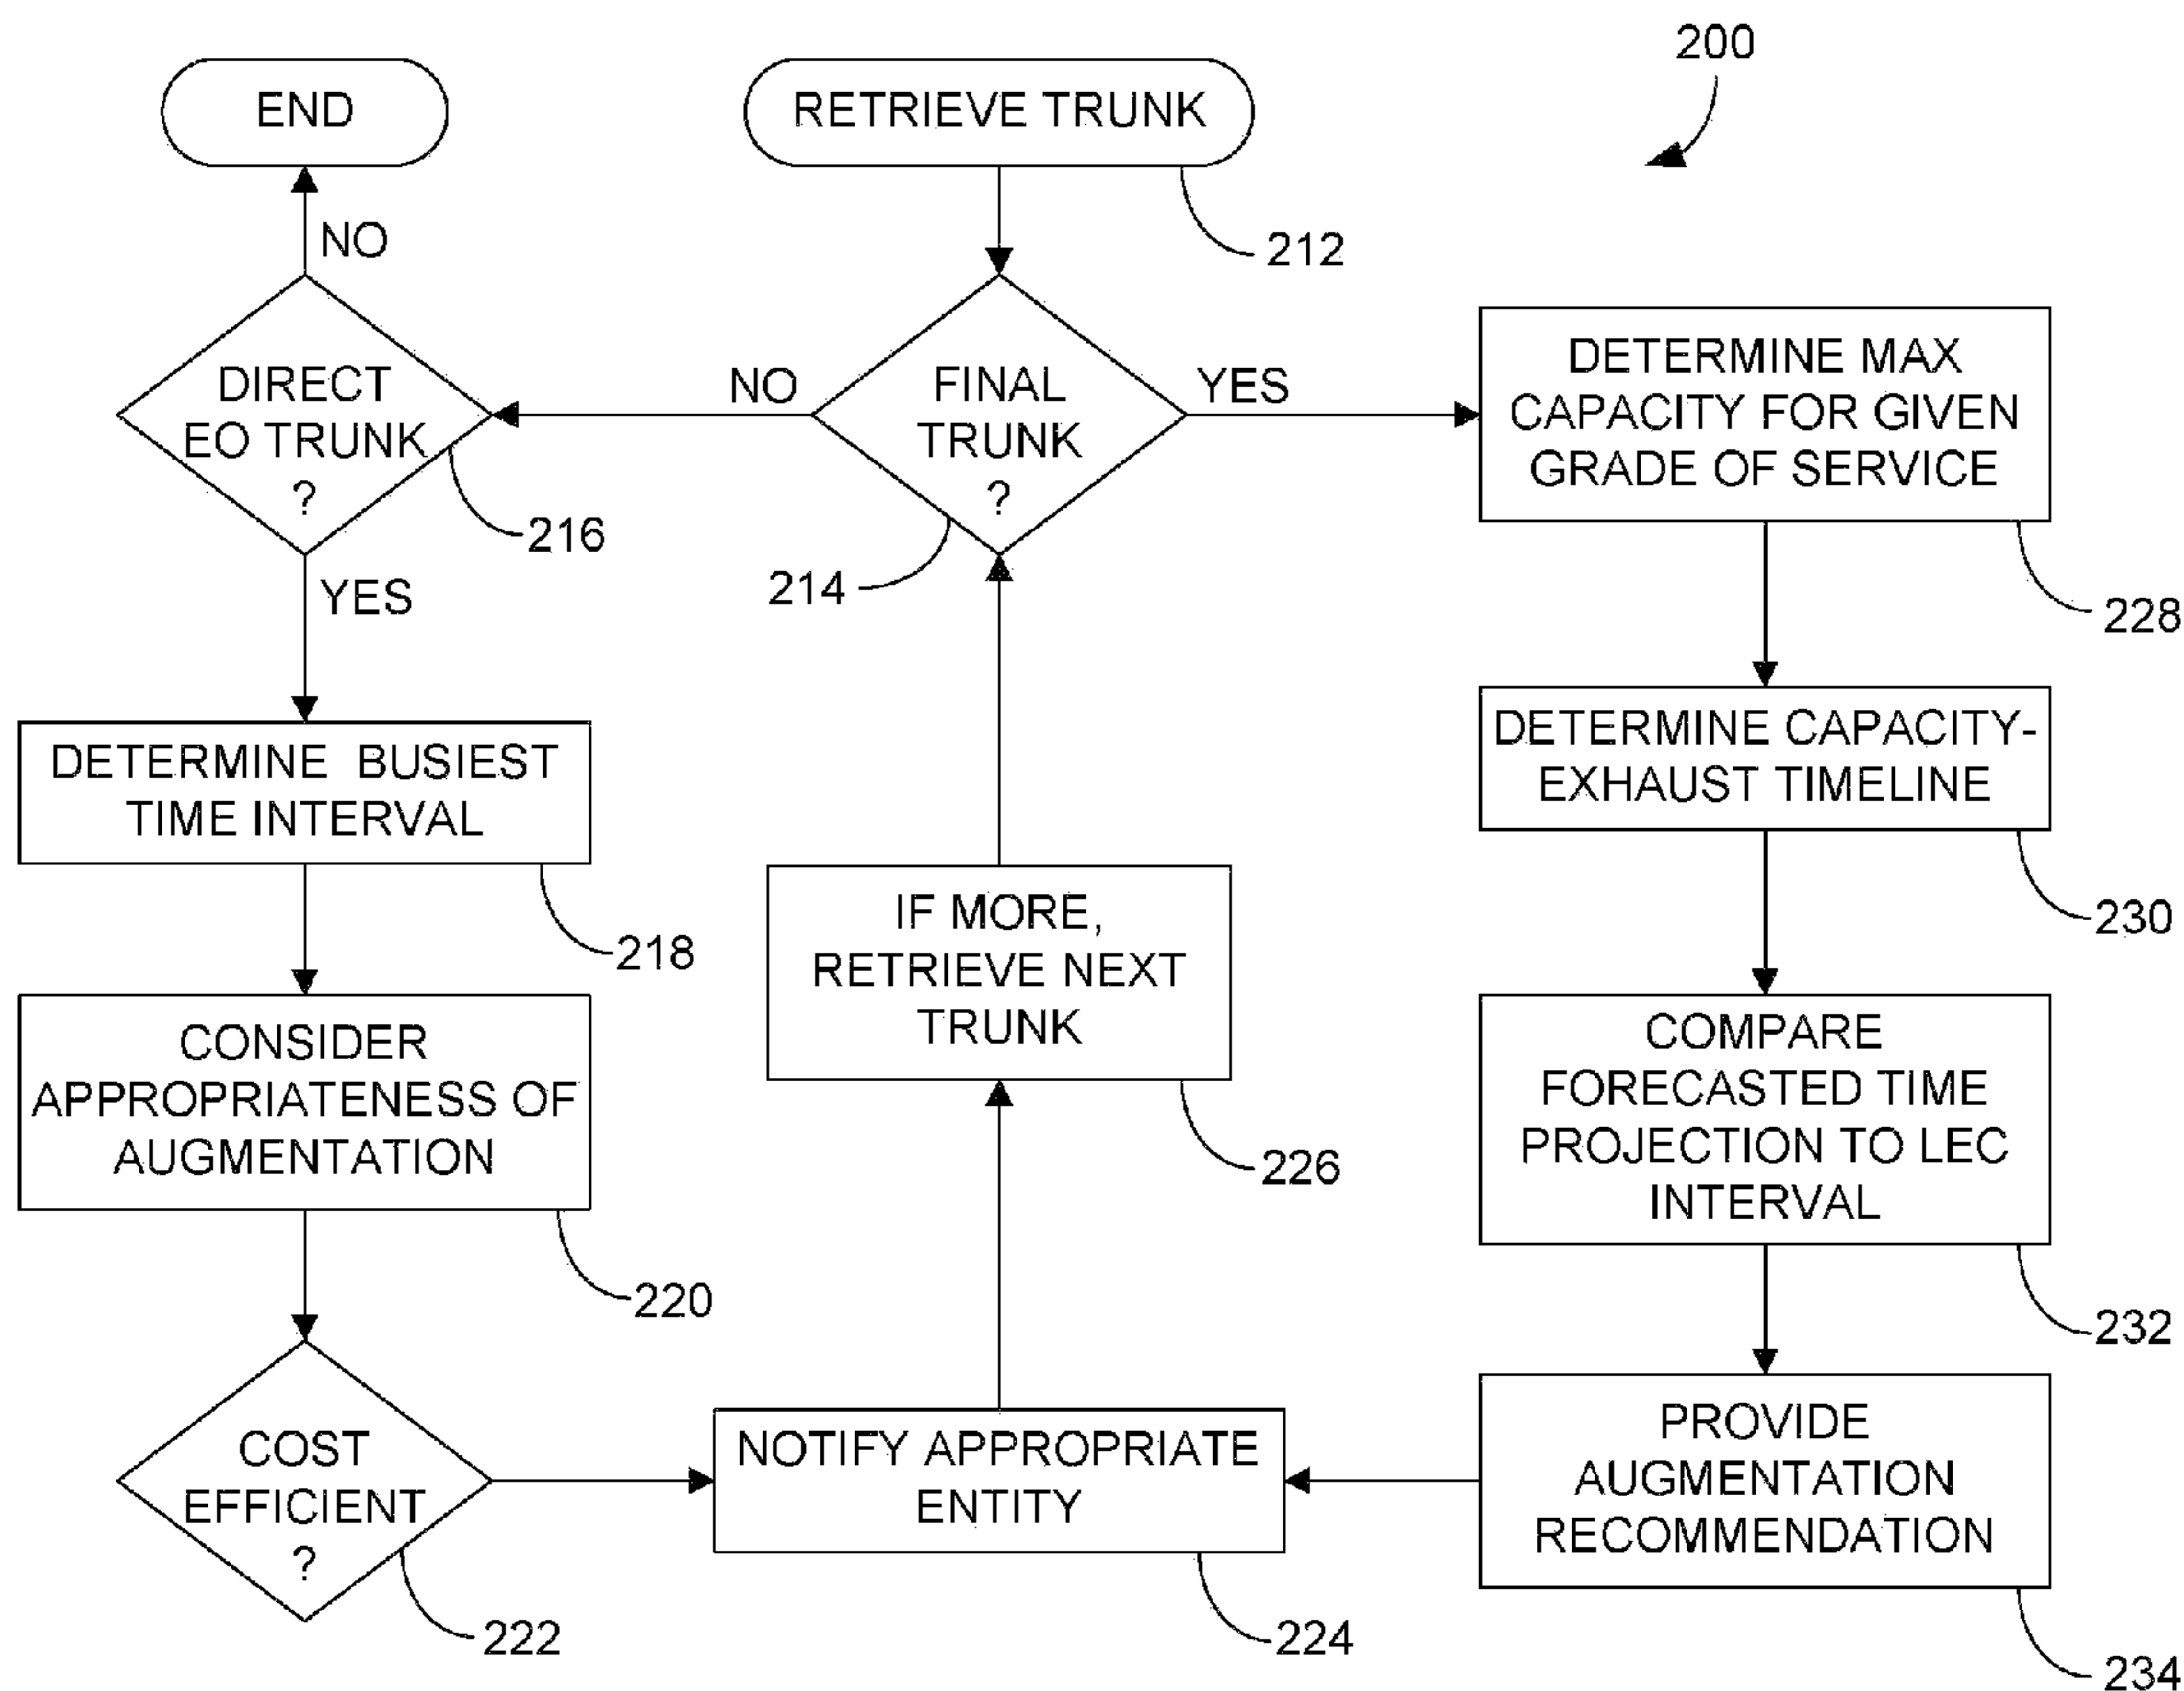 200
END
RETRIEVE TRUNK
212
NO
DIRECT
EO TRUNK
?
216
NO
FINAL
TRUNK
?
214
YES
DETERMINE MAX
CAPACITY FOR GIVEN
GRADE OF SERVICE
228
YES
DETERMINE BUSIEST
TIME INTERVAL
218
DETERMINE CAPACITY-
EXHAUST TIMELINE
230
IF MORE,
RETRIEVE NEXT
TRUNK
226
CONSIDER
APPROPRIATENESS OF
AUGMENTATION
220
COMPARE
FORECASTED TIME
PROJECTION TO LEC
INTERVAL
232
COST
EFFICIENT
?
222
NOTIFY APPROPRIATE
ENTITY
224
PROVIDE
AUGMENTATION
RECOMMENDATION
234